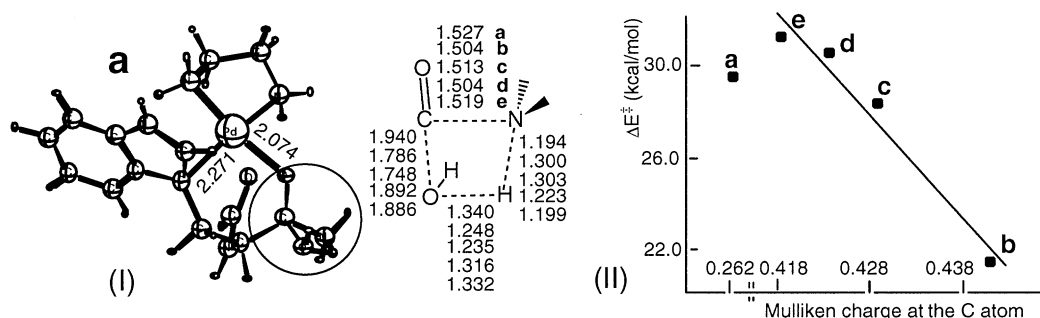 a
Pd
2.074
2.271
(I)
1.527 a
1.504 b
1.513 c
1.504 d
1.519 e
O
C
N
H
O
H
1.940
1.786
1.748
1.892
1.886
1.194
1.300
1.303
1.223
1.199
1.340
1.248
1.235
1.316
1.332
(II)
ΔE‡ (kcal/mol)
30.0
26.0
22.0
a
e
d
c
b
0.262 0.418 0.428 0.438
Mulliken charge at the C atom